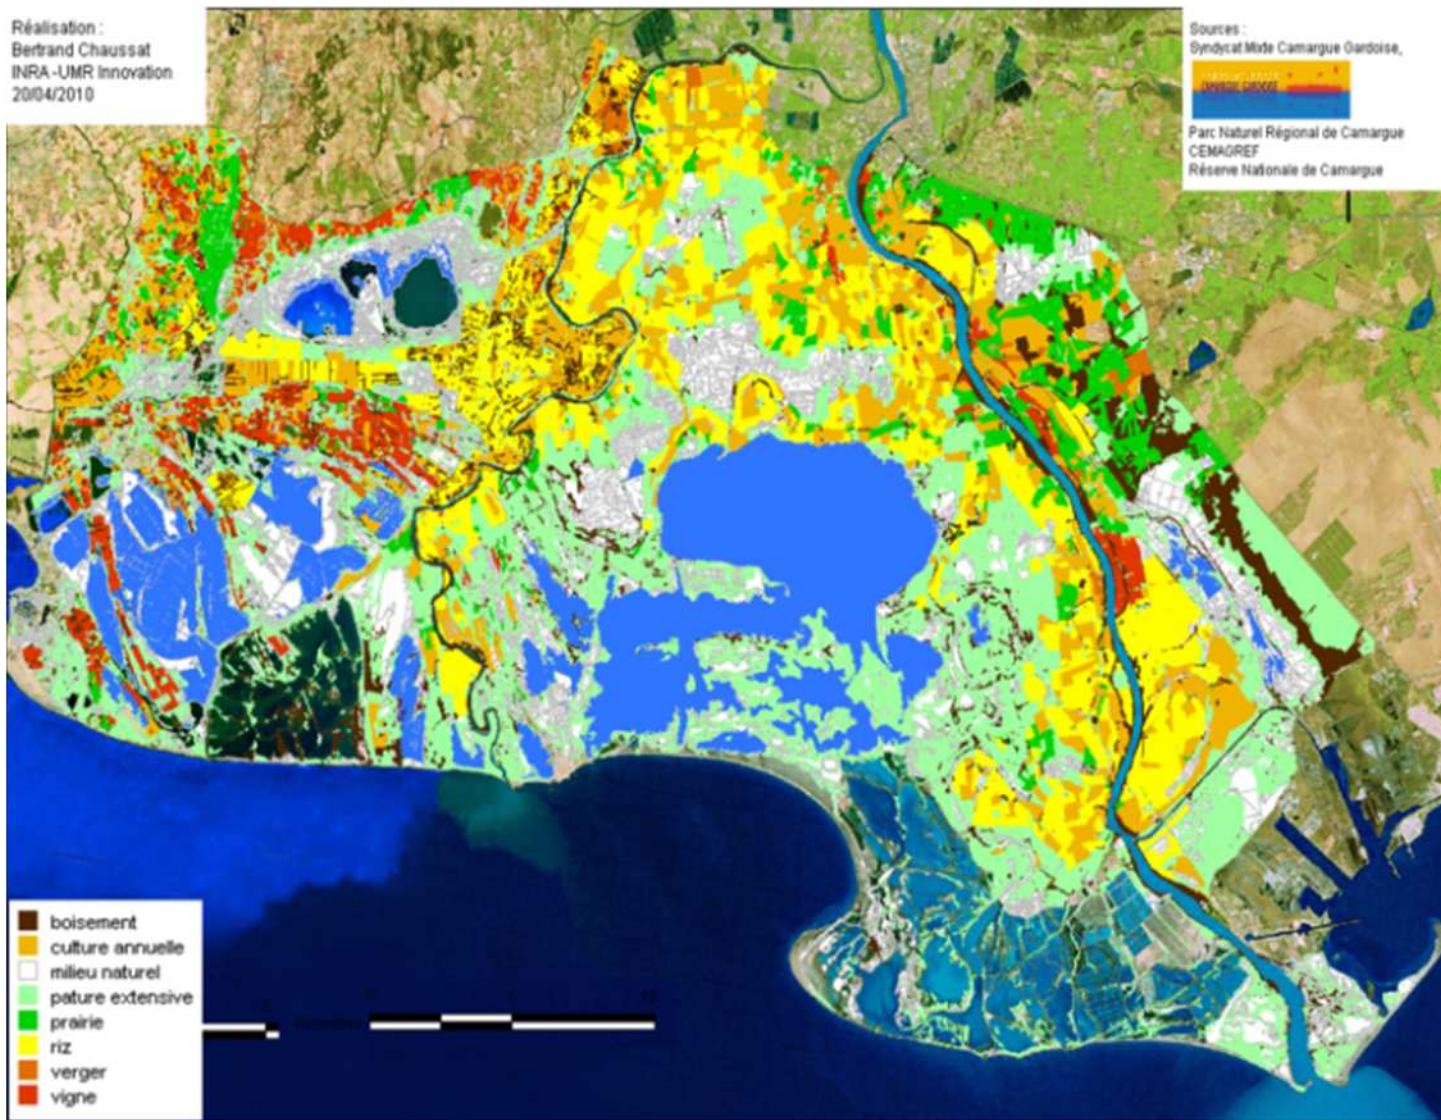 Réalisation :
Bertrand Chaussat
INRA -UMR Innovation
20/04/2010
Sources :
Syndycat Mixte Camargue Gardoise,
Parc Naturel Régional de Camargue
CEMAGREF
Réserve Nationale de Camargue
boisement
culture annuelle
milieu naturel
pature extensive
prairie
riz
verger
vigne